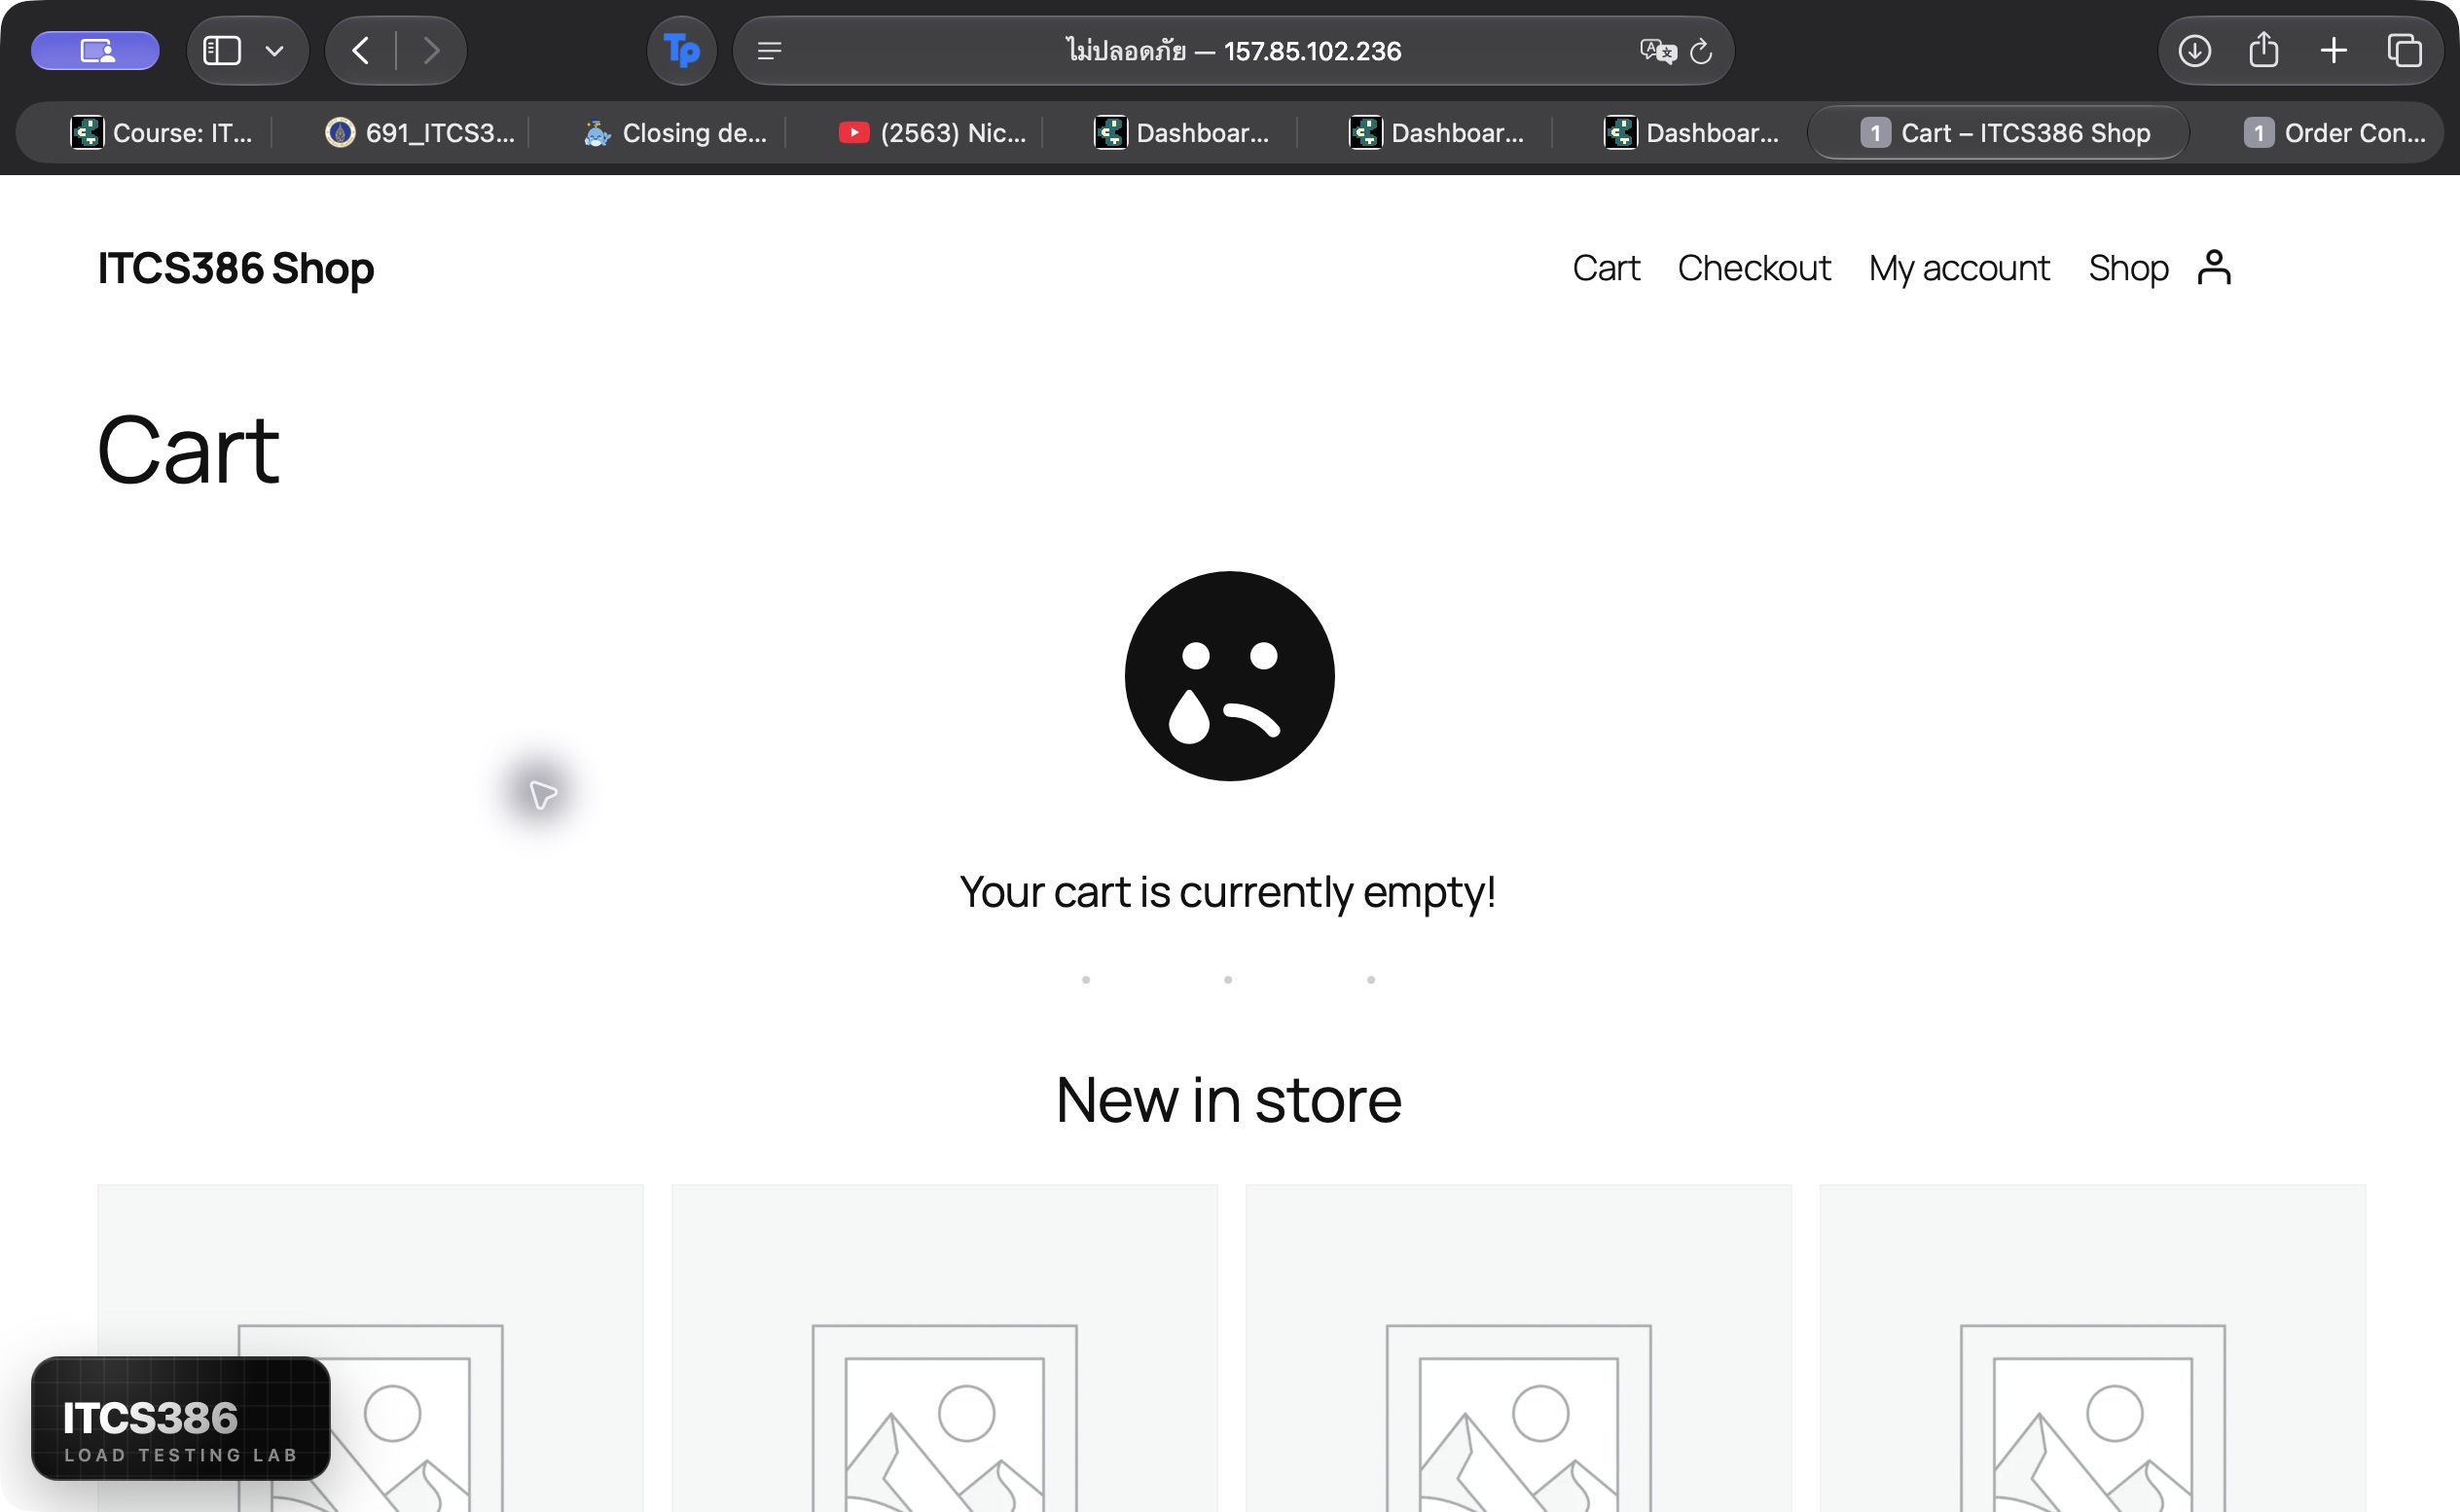 Tp
ไม่ปลอดภัย — 157.85.102.236
Course: IT...
691_ITCS3...
Closing de...
(2563) Nic...
Dashboar...
Dashboar...
Dashboar...
1 Cart – ITCS386 Shop
1 Order Con...
ITCS386 Shop
Cart
Checkout
My account
Shop
Cart
Your cart is currently empty!
New in store
ITCS386
LOAD TESTING LAB